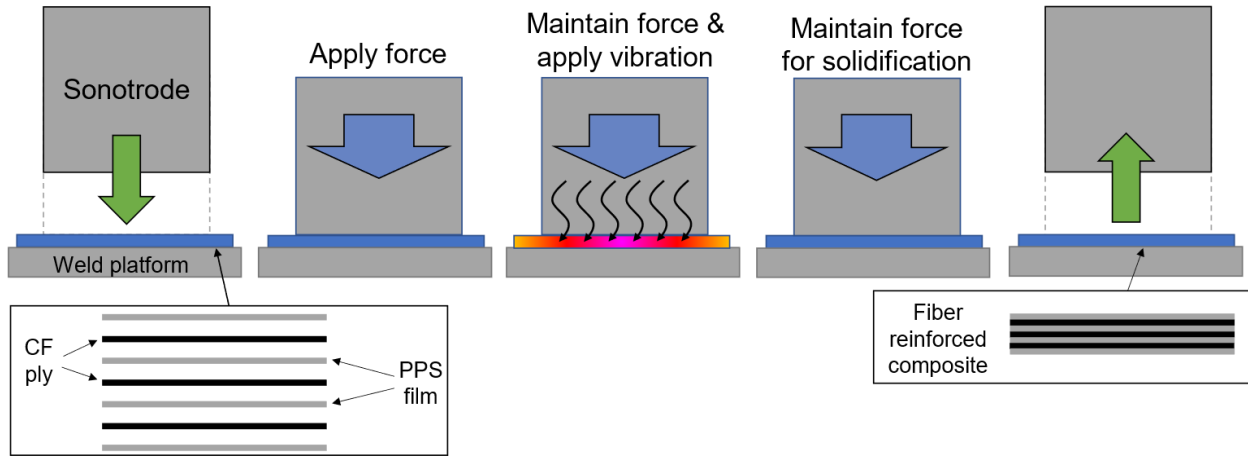 Sonotrode
Weld platform
Apply force
Maintain force &
apply vibration
Maintain force
for solidification
CF
ply
PPS
film
Fiber
reinforced
composite